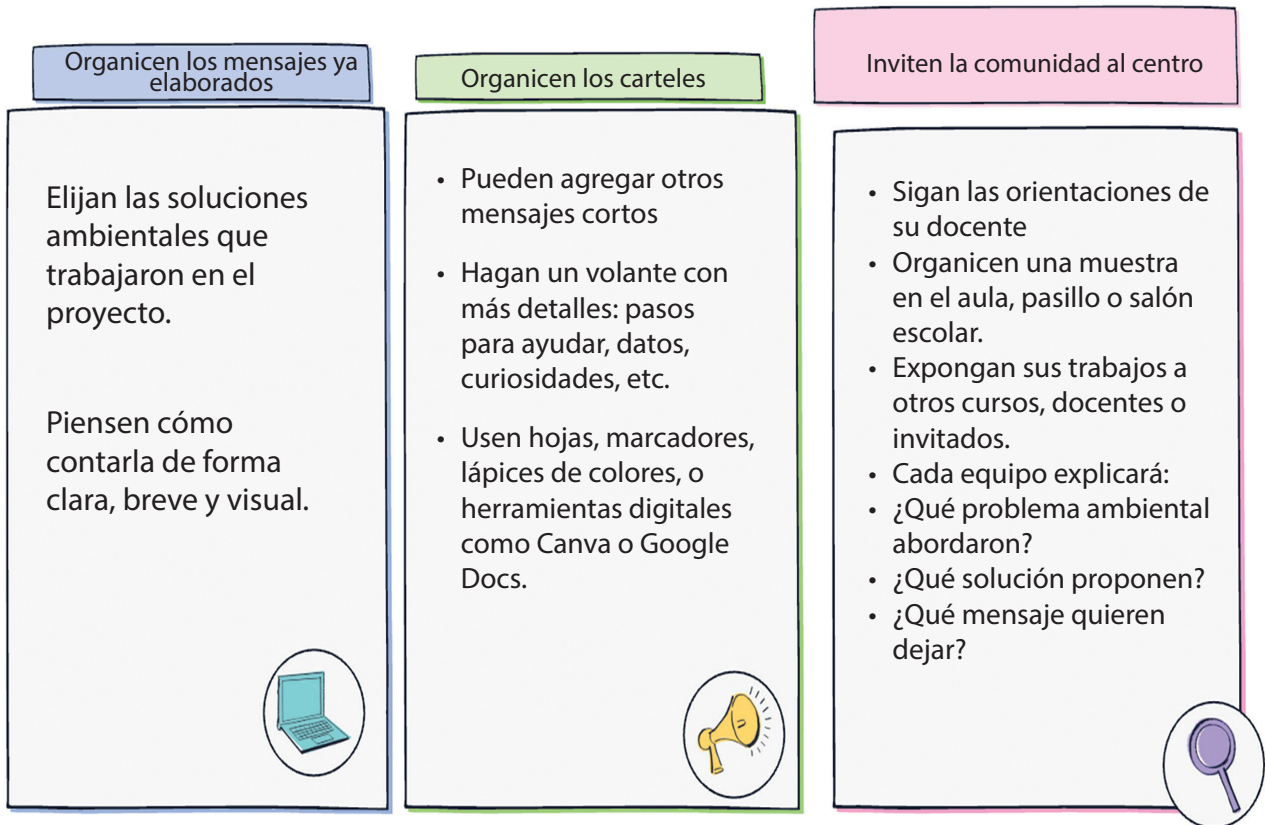 Organicen los mensajes ya
elaborados
Elijan las soluciones
ambientales que
trabajaron en el
proyecto.
Piensen cómo
contarla de forma
clara, breve y visual.
Organicen los carteles
• Pueden agregar otros
mensajes cortos
• Hagan un volante con
más detalles: pasos
para ayudar, datos,
curiosidades, etc.
• Usen hojas, marcadores,
lápices de colores, o
herramientas digitales
como Canva o Google
Docs.
Inviten la comunidad al centro
• Sigan las orientaciones de
su docente
• Organicen una muestra
en el aula, pasillo o salón
escolar.
• Expongan sus trabajos a
otros cursos, docentes o
invitados.
• Cada equipo explicará:
• ¿Qué problema ambiental
abordaron?
• ¿Qué solución proponen?
• ¿Qué mensaje quieren
dejar?